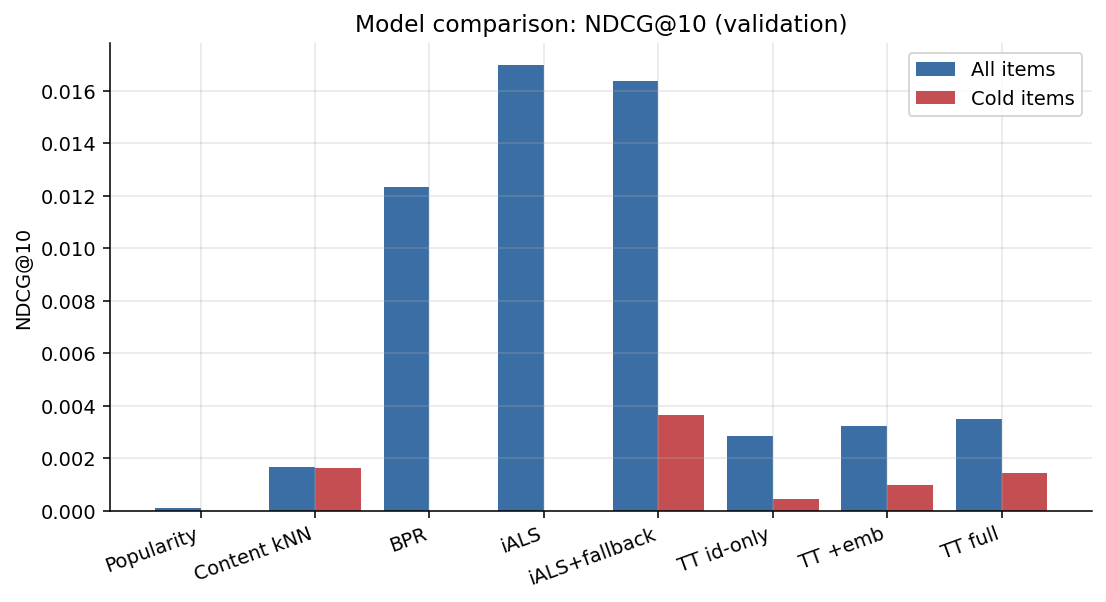 Model comparison: NDCG@10 (validation)
All items
Cold items
NDCG@10
0.016
0.014
0.012
0.010
0.008
0.006
0.004
0.002
0.000
Popularity
Content kNN
BPR
iALS
iALS+fallback
TT id-only
TT +emb
TT full